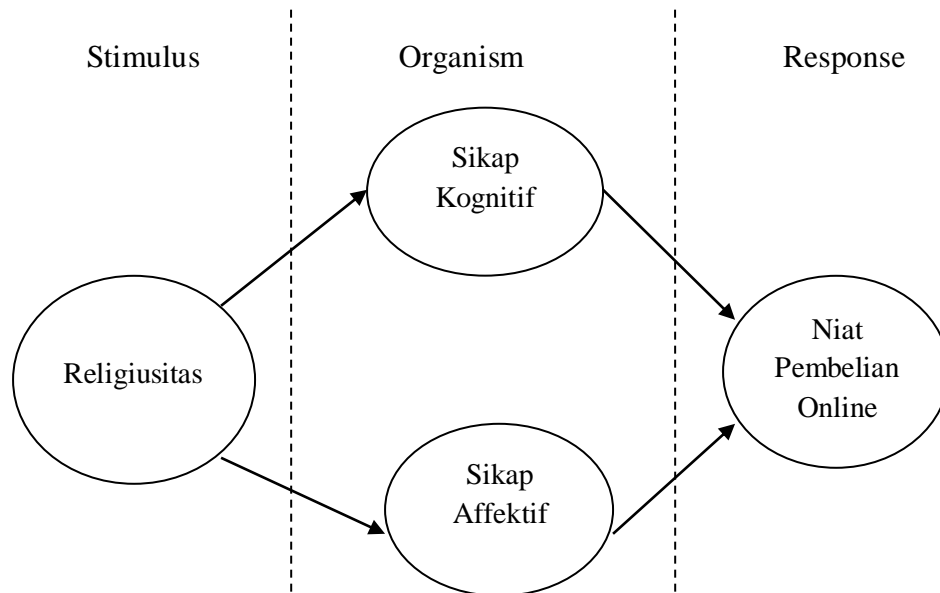 Stimulus
Organism
Response
Sikap
Kognitif
Religiusitas
Niat
Pembelian
Online
Sikap
Affektif